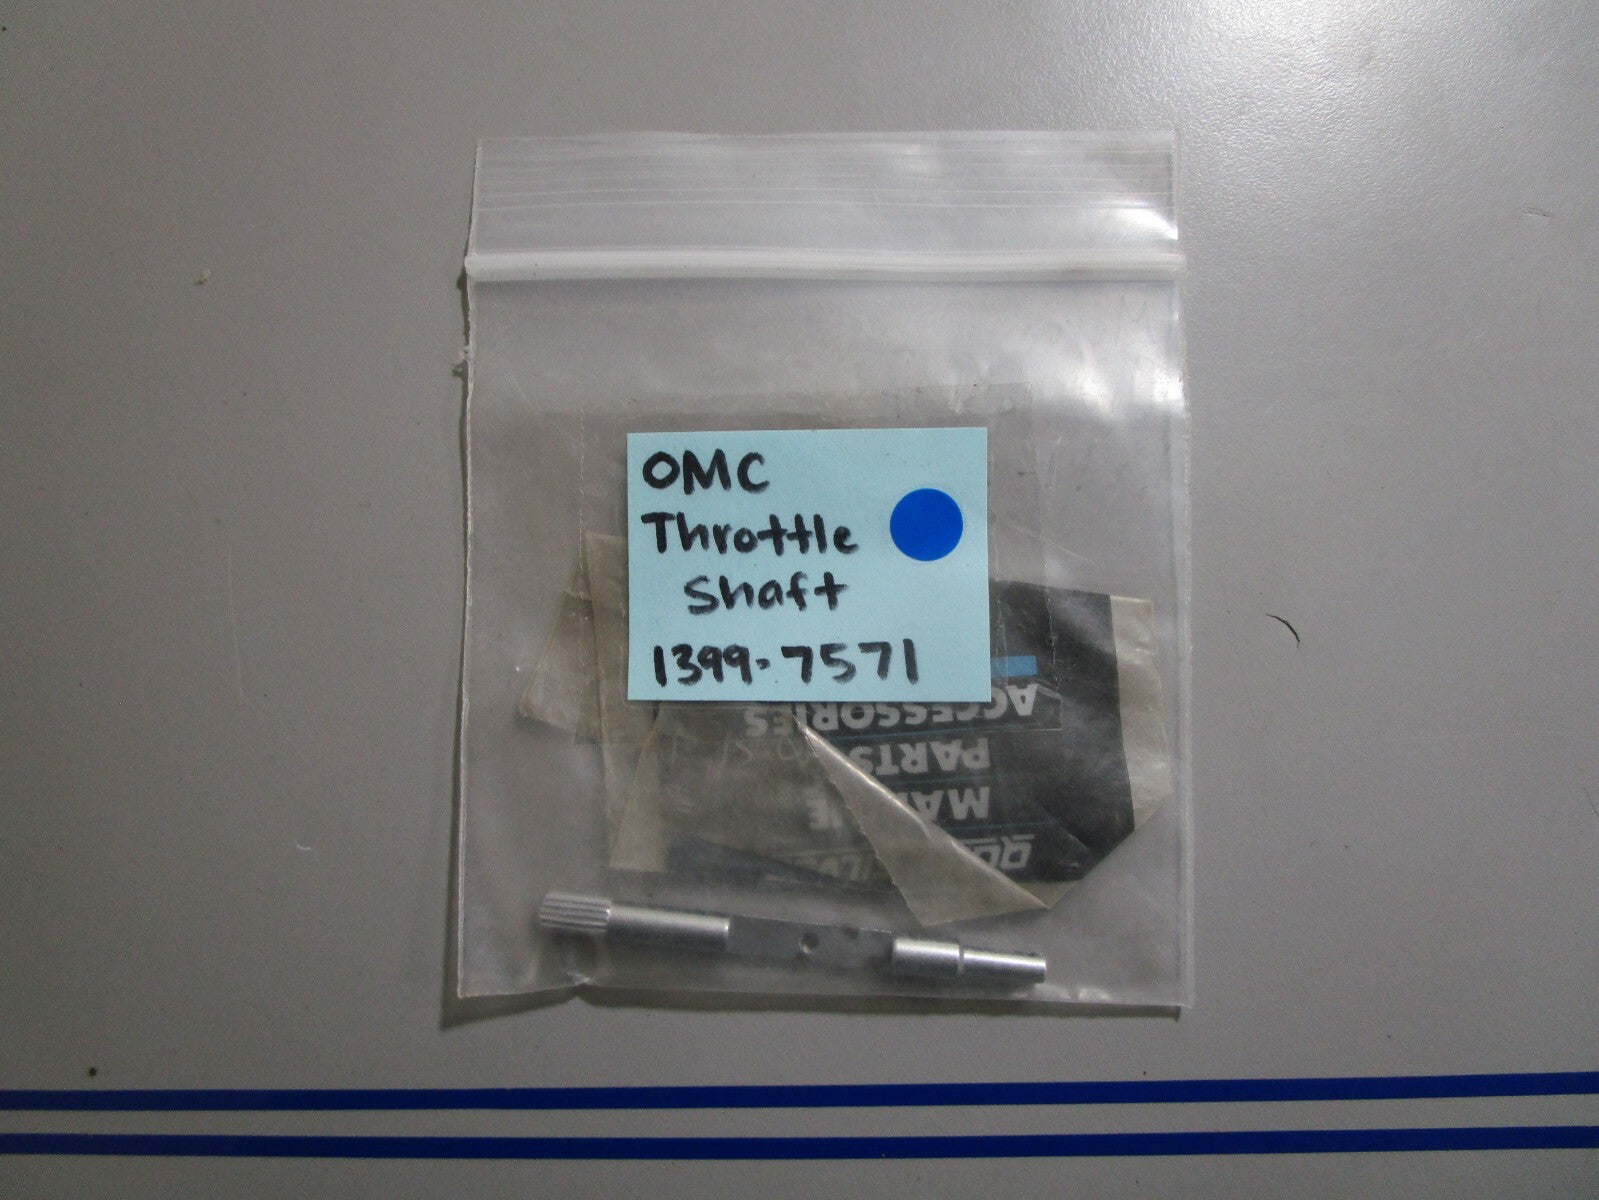 OMC
Throttle
Shaft
1399-7571
ACCESSORIES
PARTS